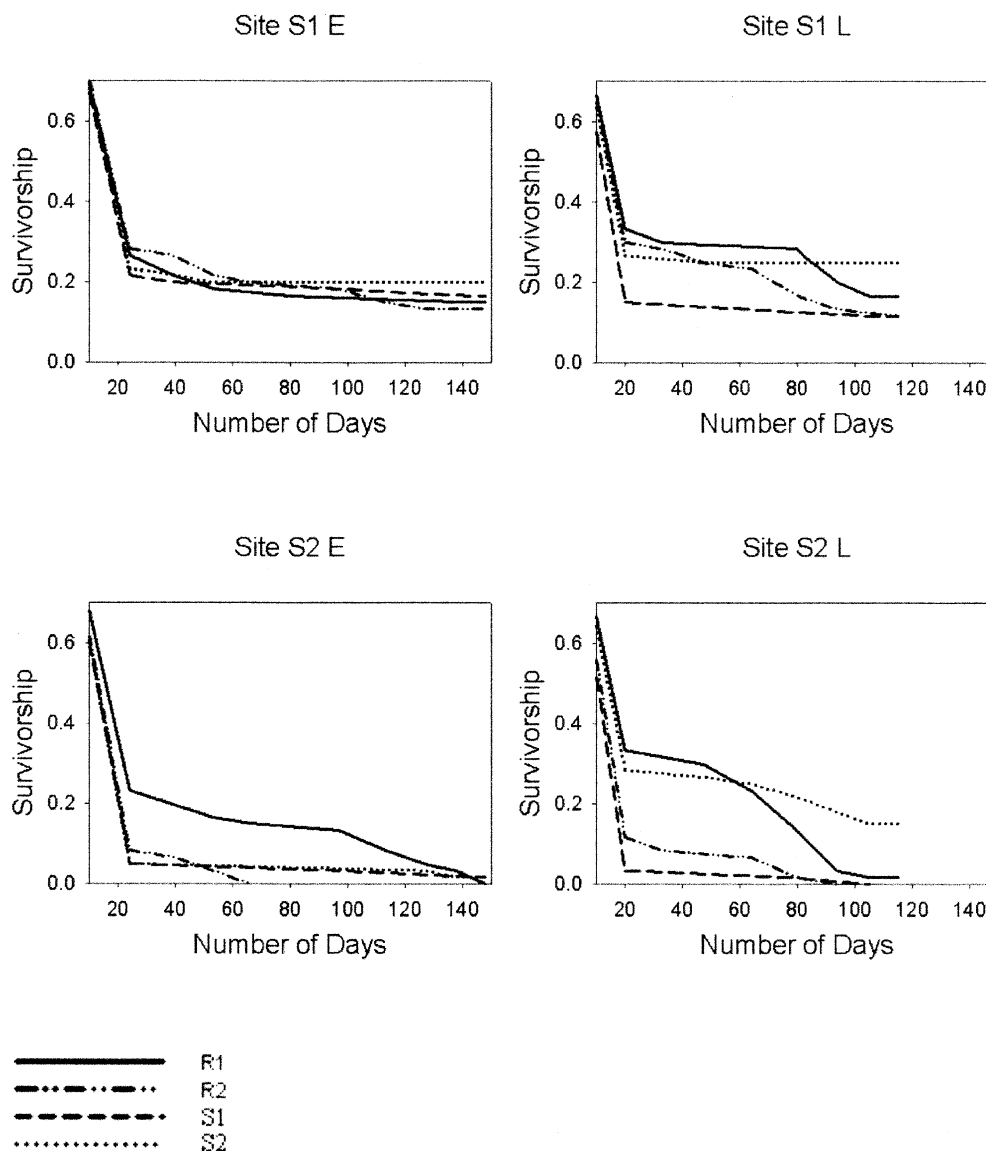 Site S1 E
Site S1 L
Survivorship
0.6
0.4
0.2
0.0
20 40 60 80 100 120 140
Number of Days
Survivorship
0.6
0.4
0.2
0.0
20 40 60 80 100 120 140
Number of Days
Site S2 E
Site S2 L
Survivorship
0.6
0.4
0.2
0.0
20 40 60 80 100 120 140
Number of Days
Survivorship
0.6
0.4
0.2
0.0
20 40 60 80 100 120 140
Number of Days
R1
R2
S1
S2